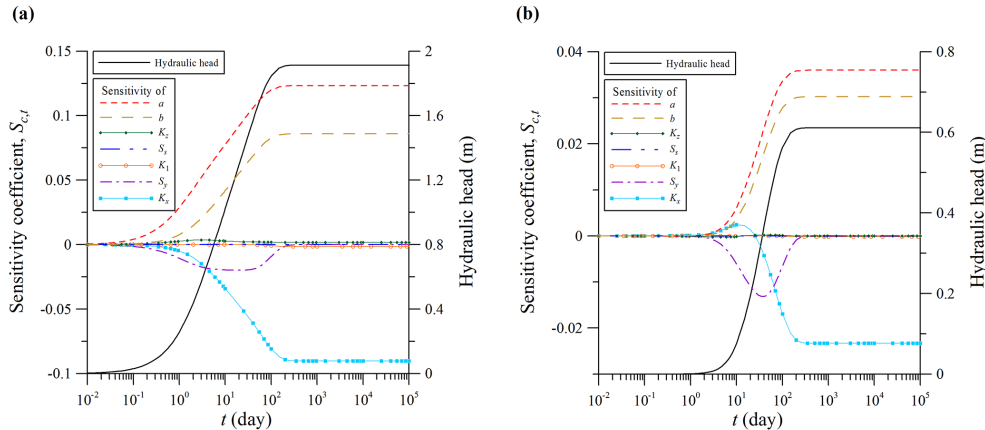 (a)
0.15
0.1
0.05
0
-0.05
-0.1
Sensitivity coefficient, S_{c,t}
Hydraulic head
Sensitivity of
a
b
K_z
S_s
K_1
S_y
K_x
2
1.6
1.2
0.8
0.4
0
Hydraulic head (m)
10^{-2} 10^{-1} 10^0 10^1 10^2 10^3 10^4 10^5
t (day)
(b)
0.04
0.02
0
-0.02
Sensitivity coefficient, S_{c,t}
Hydraulic head
Sensitivity of
a
b
K_z
S_s
K_1
S_y
K_x
0.8
0.6
0.4
0.2
0
Hydraulic head (m)
10^{-2} 10^{-1} 10^0 10^1 10^2 10^3 10^4 10^5
t (day)